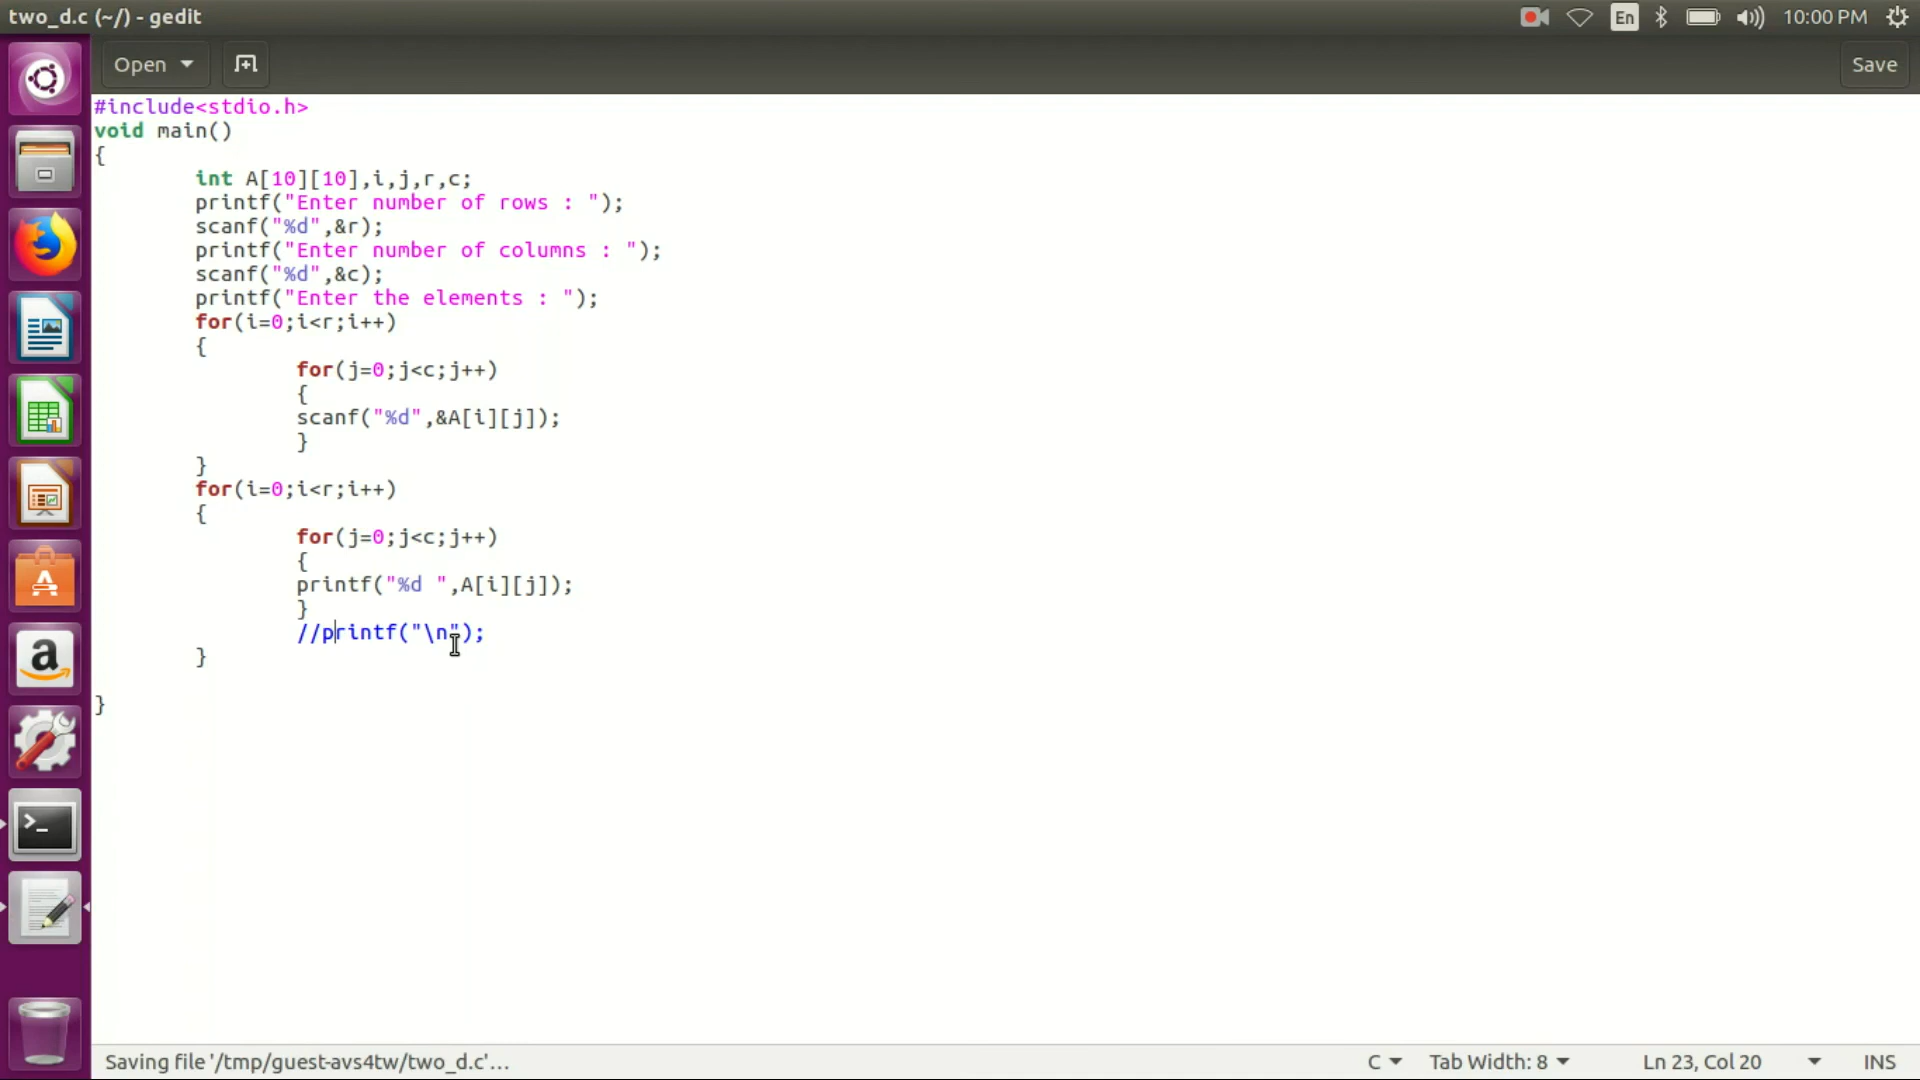 two_d.c (~/) - gedit
En
10:00 PM
Open
Save
#include<stdio.h>
void main()
{
int A[10][10],i,j,r,c;
printf("Enter number of rows : ");
scanf("%d",&r);
printf("Enter number of columns : ");
scanf("%d",&c);
printf("Enter the elements : ");
for(i=0;i<r;i++)
{
for(j=0;j<c;j++)
{
scanf("%d",&A[i][j]);
}
}
for(i=0;i<r;i++)
{
for(j=0;j<c;j++)
{
printf("%d ",A[i][j]);
}
//printf("\n");
}
}
Saving file '/tmp/guest-avs4tw/two_d.c'...
C
Tab Width: 8
Ln 23, Col 20
INS